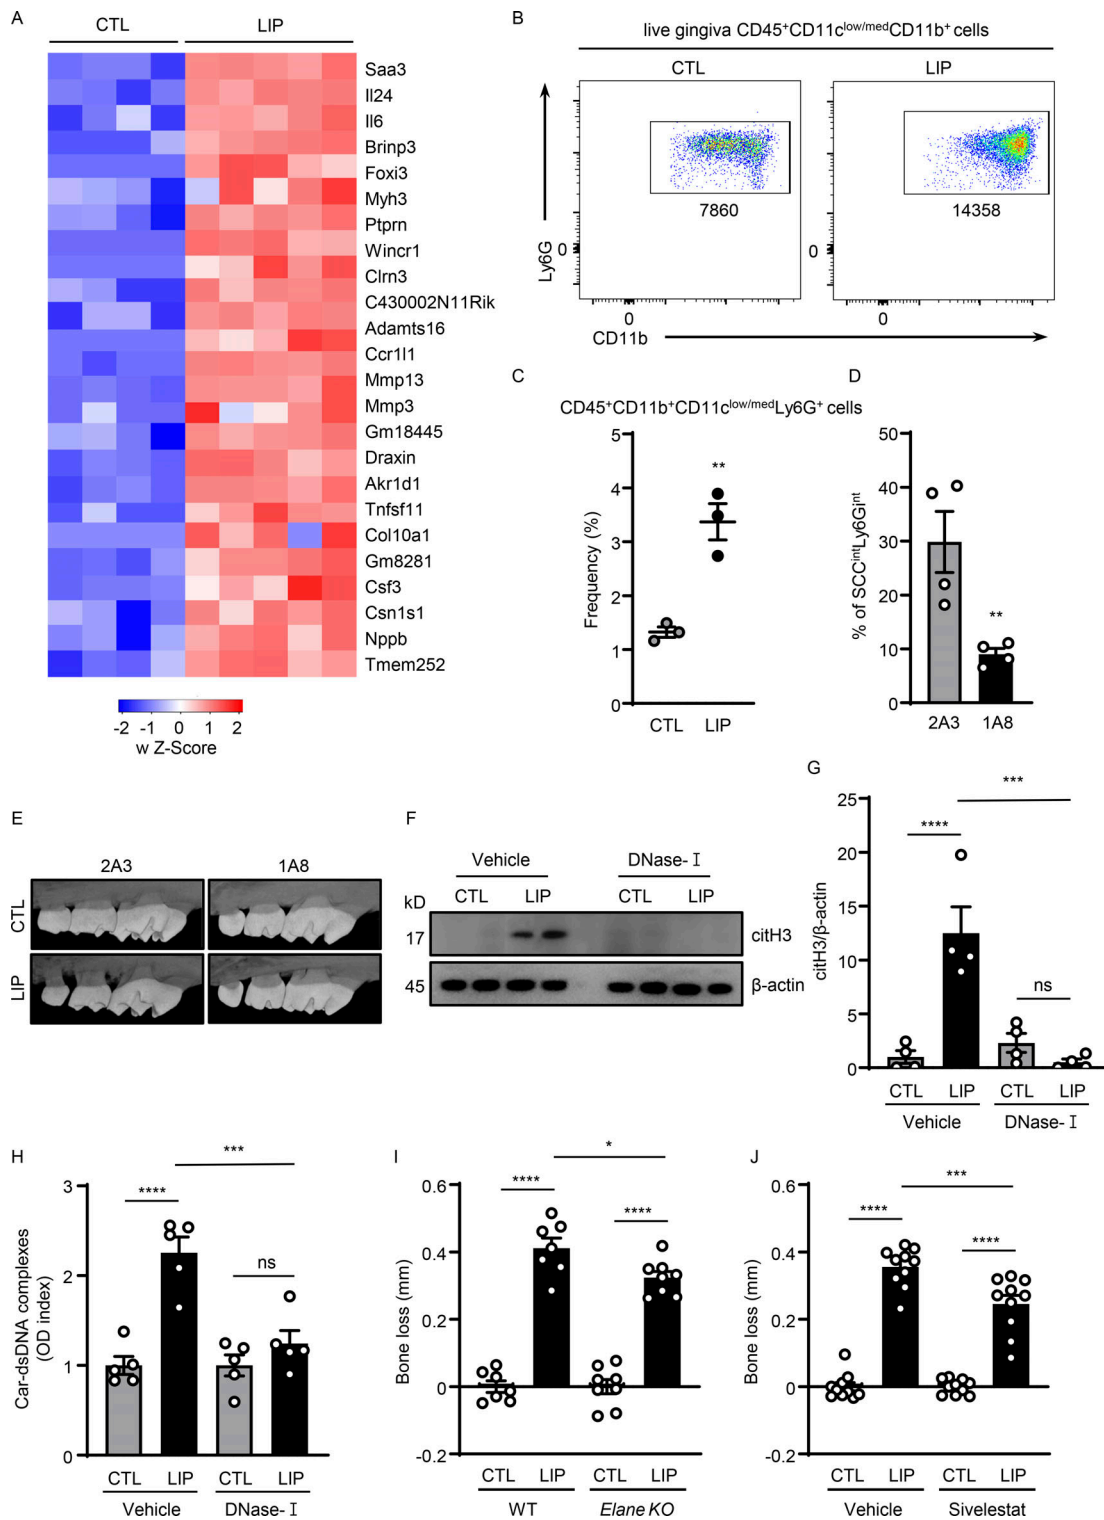 A
CTL LIP
Saa3
Il24
Il6
Brinp3
Foxi3
Myh3
Ptprn
Wincr1
Clrn3
C430002N11Rik
Adamts16
Ccr1l1
Mmp13
Mmp3
Gm18445
Draxin
Akr1d1
Tnfsf11
Col10a1
Gm8281
Csf3
Csn1s1
Nppb
Tmem252
-2 -1 0 1 2
w Z-Score
B
live gingiva CD45⁺CD11c^low/med CD11b⁺ cells
CTL LIP
7860 14358
0 0
0 0
Ly6G
CD11b
C D
CD45⁺CD11b⁺CD11c^low/med Ly6G⁺ cells
5
4
3
2
1
0
Frequency (%)
**
CTL LIP
50
40
30
20
10
0
% of SCC^int Ly6Gi^nt
**
2A3 1A8
E
2A3 1A8
CTL
LIP
F
Vehicle DNase-Ⅰ
kD CTL LIP CTL LIP
17 citH3
45 β-actin
G
***
****
ns
25
20
15
10
5
0
citH3/β-actin
CTL LIP CTL LIP
Vehicle DNase-Ⅰ
H
***
****
ns
3
2
1
0
Car-dsDNA complexes
(OD index)
CTL LIP CTL LIP
Vehicle DNase-Ⅰ
I
*
**** ****
0.6
0.4
0.2
0
-0.2
Bone loss (mm)
CTL LIP CTL LIP
WT Elane KO
J
***
**** ****
0.6
0.4
0.2
0
-0.2
Bone loss (mm)
CTL LIP CTL LIP
Vehicle Sivelestat